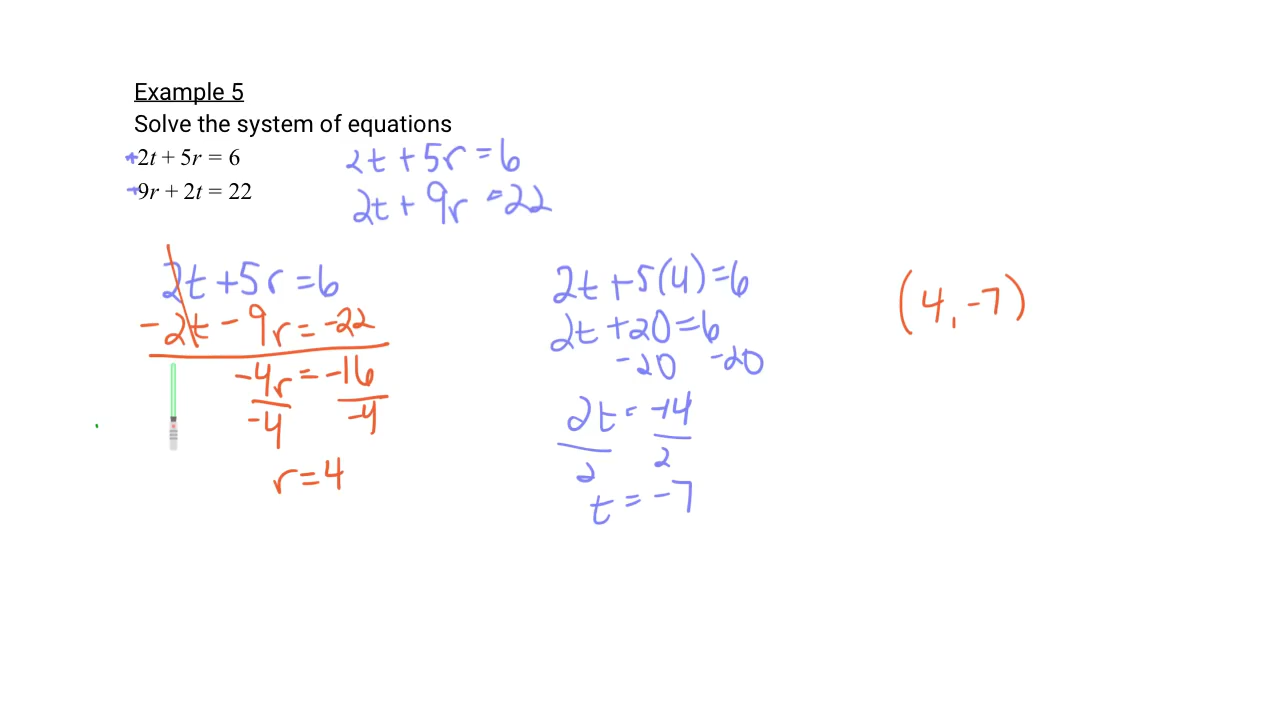 Example 5
Solve the system of equations
2t + 5r = 6
9r + 2t = 22
2t + 5r = 6
2t + 9r = 22
2t + 5r = 6
- 2t - 9r = -22
-4r = -16
-4 -4
r = 4
2t + 5(4) = 6
2t + 20 = 6
-20 -20
2t = -14
2 2
t = -7
(4, -7)